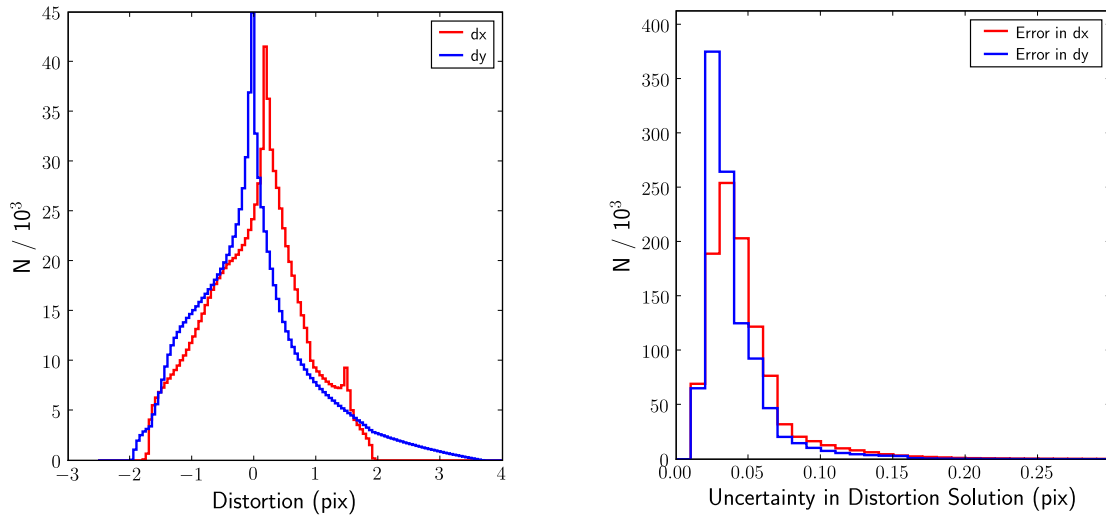 45
40
35
30
25
20
15
10
5
0
N / 10³
−3 −2 −1 0 1 2 3 4
Distortion (pix)
dx
dy
400
350
300
250
200
150
100
50
0
N / 10³
0.00 0.05 0.10 0.15 0.20 0.25
Uncertainty in Distortion Solution (pix)
Error in dx
Error in dy